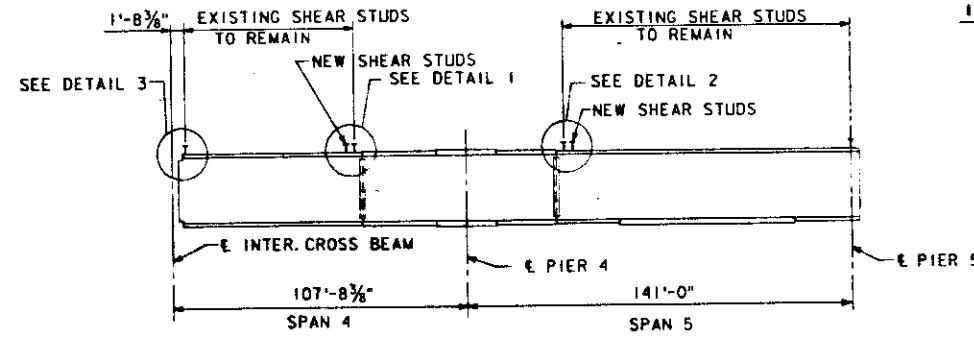 1'-8⅜"
EXISTING SHEAR STUDS
TO REMAIN
EXISTING SHEAR STUDS
TO REMAIN
NEW SHEAR STUDS
SEE DETAIL 1
SEE DETAIL 3
SEE DETAIL 2
NEW SHEAR STUDS
℄ INTER. CROSS BEAM
℄ PIER 4
℄ PIER 5
107'-8⅜"
141'-0"
SPAN 4
SPAN 5